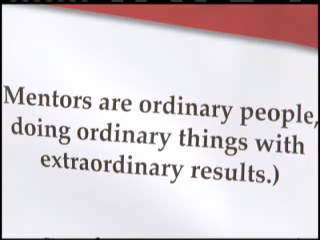 Mentors are ordinary people,
doing ordinary things with
extraordinary results.)